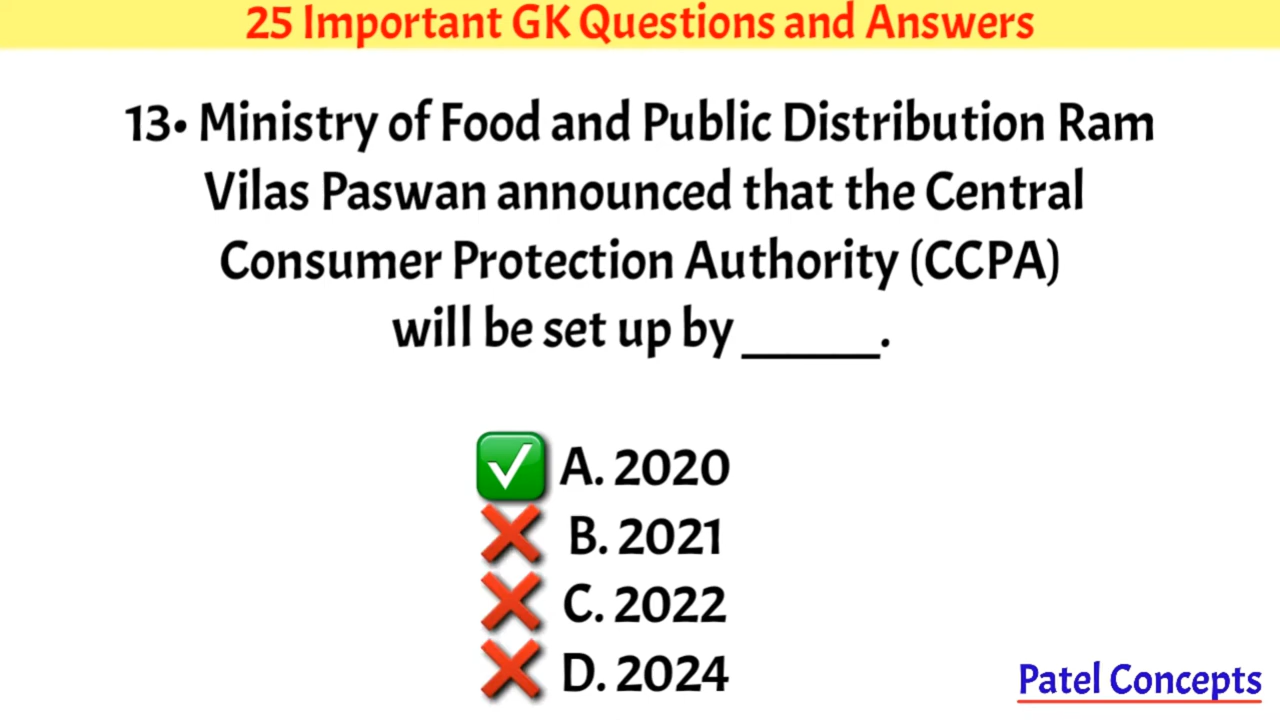 25 Important GK Questions and Answers
13• Ministry of Food and Public Distribution Ram
Vilas Paswan announced that the Central
Consumer Protection Authority (CCPA)
will be set up by _____.
A. 2020
B. 2021
C. 2022
D. 2024
Patel Concepts